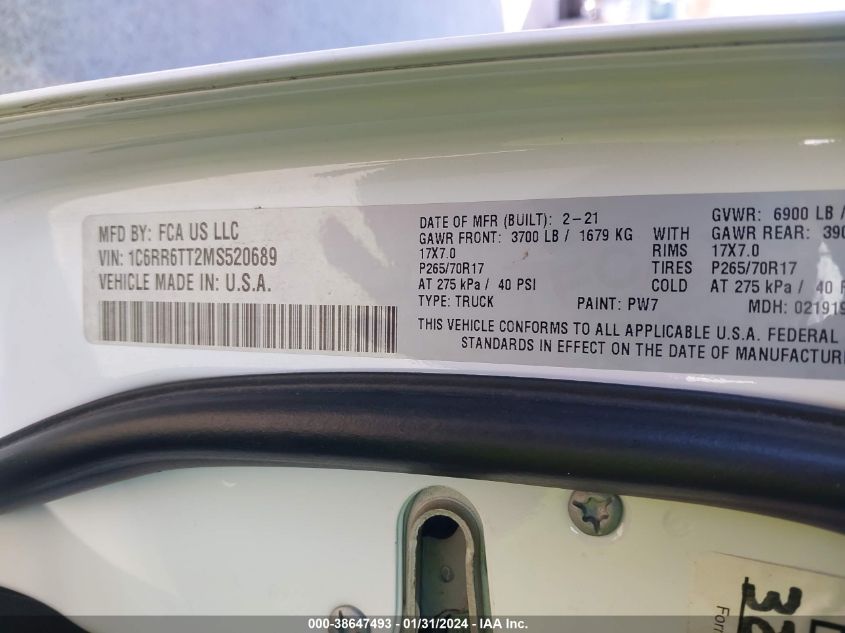 MFD BY: FCA US LLC
VIN: 1C6RR6TT2MS520689
VEHICLE MADE IN: U.S.A.
DATE OF MFR (BUILT): 2-21 GVWR: 6900 LB /
GAWR FRONT: 3700 LB / 1679 KG WITH GAWR REAR: 390
17X7.0 RIMS 17X7.0
P265/70R17 TIRES P265/70R17
AT 275 kPa / 40 PSI COLD AT 275 kPa / 40 P
TYPE: TRUCK PAINT: PW7 MDH: 021919
THIS VEHICLE CONFORMS TO ALL APPLICABLE U.S.A. FEDERAL
STANDARDS IN EFFECT ON THE DATE OF MANUFACTUR
Form
000-38647493 - 01/31/2024 - IAA Inc.